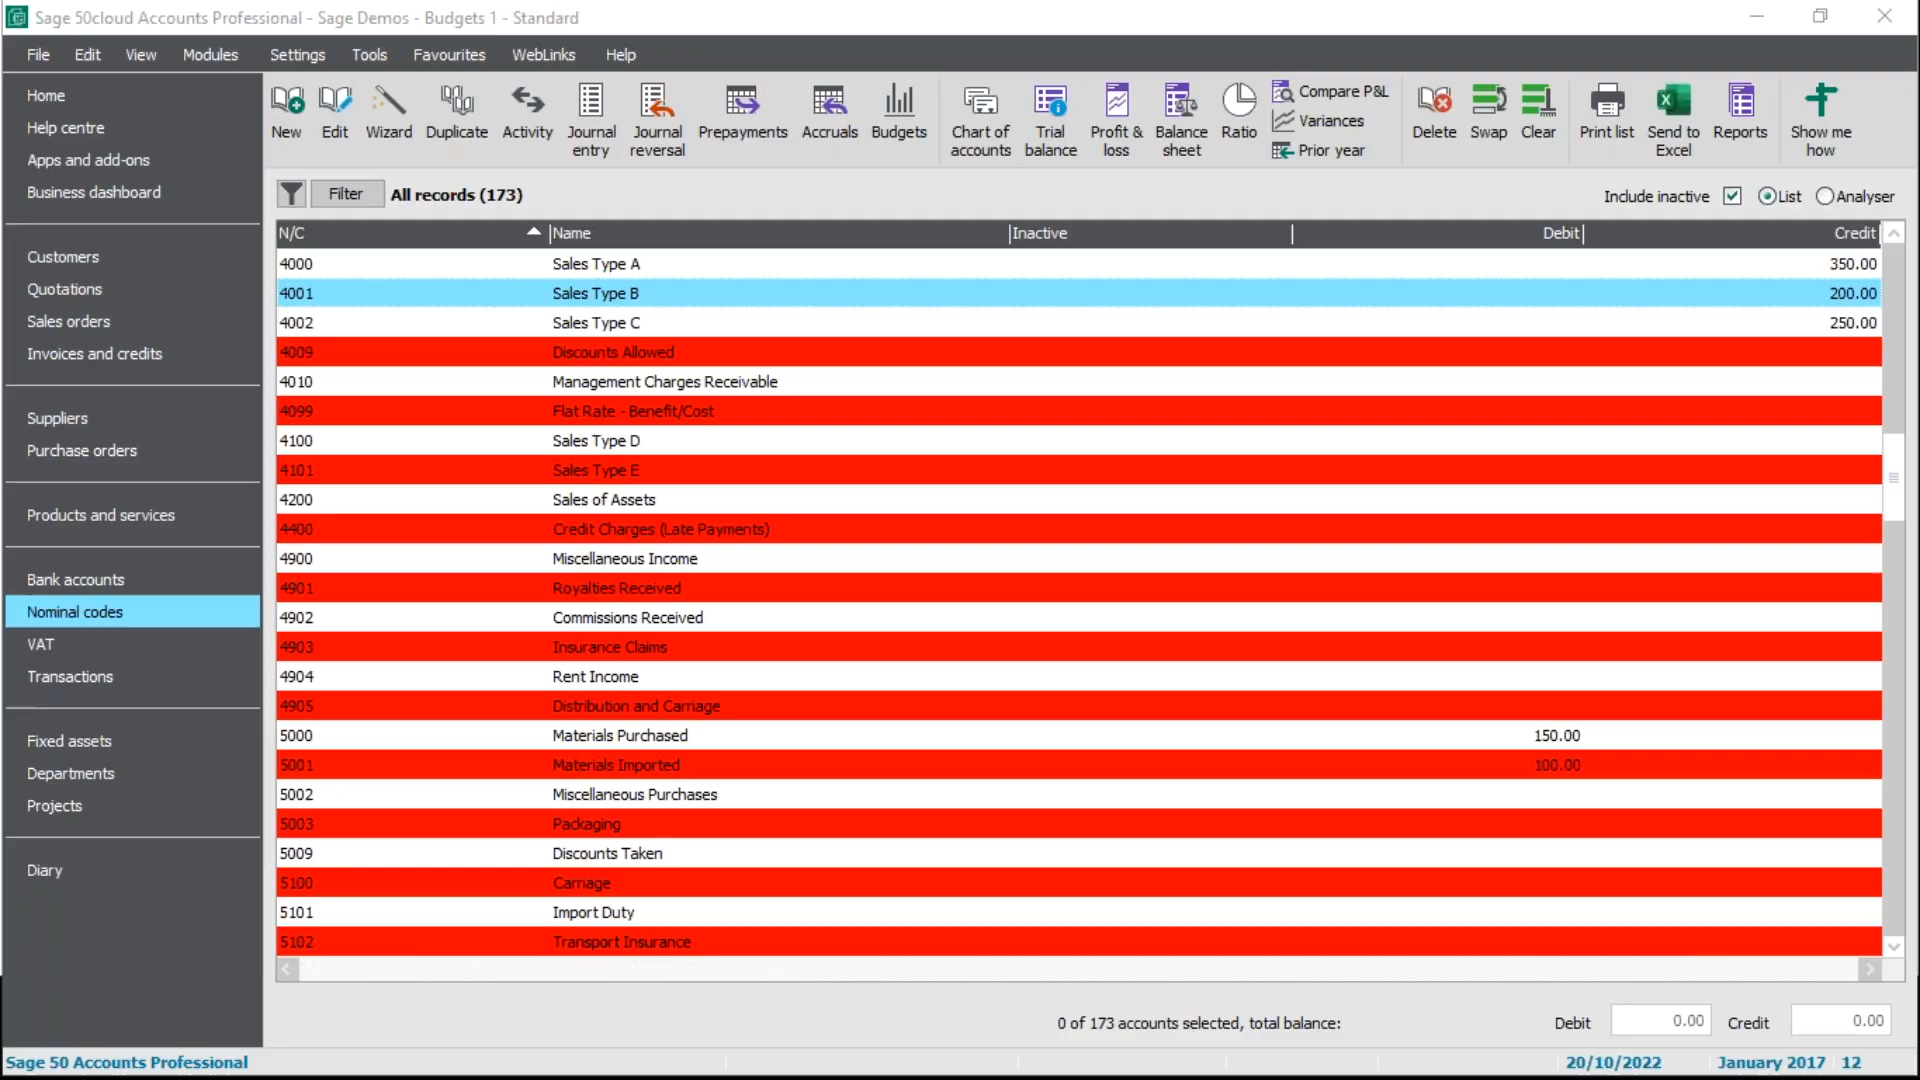 Sage 50cloud Accounts Professional - Sage Demos - Budgets 1 - Standard
File Edit View Modules Settings Tools Favourites WebLinks Help
Home
Help centre
Apps and add-ons
Business dashboard
Customers
Quotations
Sales orders
Invoices and credits
Suppliers
Purchase orders
Products and services
Bank accounts
Nominal codes
VAT
Transactions
Fixed assets
Departments
Projects
Diary
New
Edit
Wizard
Duplicate
Activity
Journal entry
Journal reversal
Prepayments
Accruals
Budgets
Chart of accounts
Trial balance
Profit & loss
Balance sheet
Ratio
Compare P&L
Variances
Prior year
Delete
Swap
Clear
Print list
Send to Excel
Reports
Show me how
Filter All records (173) Include inactive List Analyser
N/C Name Inactive Debit Credit
4000 Sales Type A 350.00
4001 Sales Type B 200.00
4002 Sales Type C 250.00
4009 Discounts Allowed
4010 Management Charges Receivable
4099 Flat Rate - Benefit/Cost
4100 Sales Type D
4101 Sales Type E
4200 Sales of Assets
4400 Credit Charges (Late Payments)
4900 Miscellaneous Income
4901 Royalties Received
4902 Commissions Received
4903 Insurance Claims
4904 Rent Income
4905 Distribution and Carriage
5000 Materials Purchased 150.00
5001 Materials Imported 100.00
5002 Miscellaneous Purchases
5003 Packaging
5009 Discounts Taken
5100 Carriage
5101 Import Duty
5102 Transport Insurance
0 of 173 accounts selected, total balance: Debit 0.00 Credit 0.00
Sage 50 Accounts Professional 20/10/2022 January 2017 12